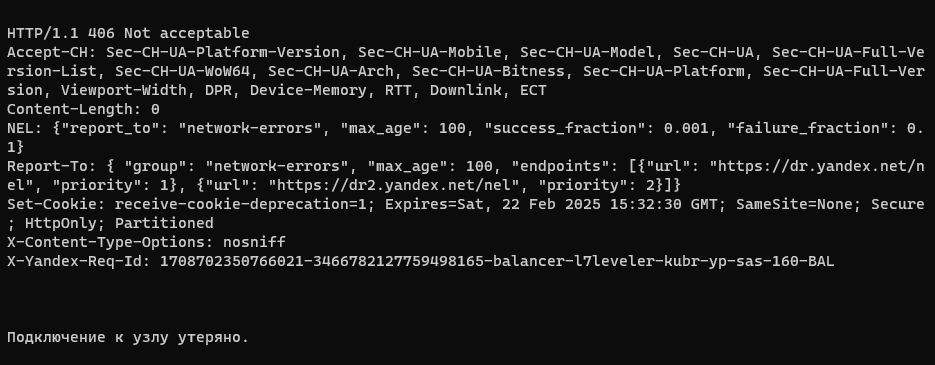 HTTP/1.1 406 Not acceptable
Accept-CH: Sec-CH-UA-Platform-Version, Sec-CH-UA-Mobile, Sec-CH-UA-Model, Sec-CH-UA, Sec-CH-UA-Full-Ve
rsion-List, Sec-CH-UA-WoW64, Sec-CH-UA-Arch, Sec-CH-UA-Bitness, Sec-CH-UA-Platform, Sec-CH-UA-Full-Ver
sion, Viewport-Width, DPR, Device-Memory, RTT, Downlink, ECT
Content-Length: 0
NEL: {"report_to": "network-errors", "max_age": 100, "success_fraction": 0.001, "failure_fraction": 0.
1}
Report-To: { "group": "network-errors", "max_age": 100, "endpoints": [{"url": "https://dr.yandex.net/n
el", "priority": 1}, {"url": "https://dr2.yandex.net/nel", "priority": 2}]}
Set-Cookie: receive-cookie-deprecation=1; Expires=Sat, 22 Feb 2025 15:32:30 GMT; SameSite=None; Secure
; HttpOnly; Partitioned
X-Content-Type-Options: nosniff
X-Yandex-Req-Id: 1708702350766021-3466782127759498165-balancer-l7leveler-kubr-yp-sas-160-BAL
Подключение к узлу утеряно.